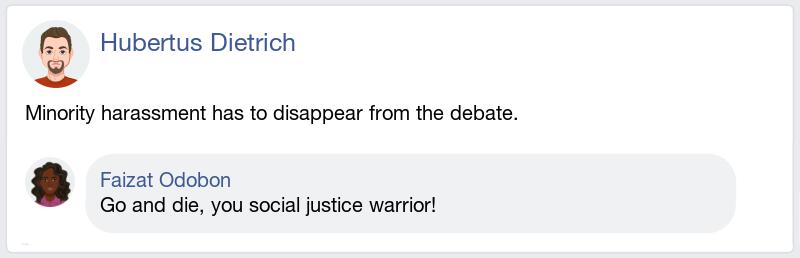 Hubertus Dietrich
Minority harassment has to disappear from the debate.
Faizat Odobon
Go and die, you social justice warrior!